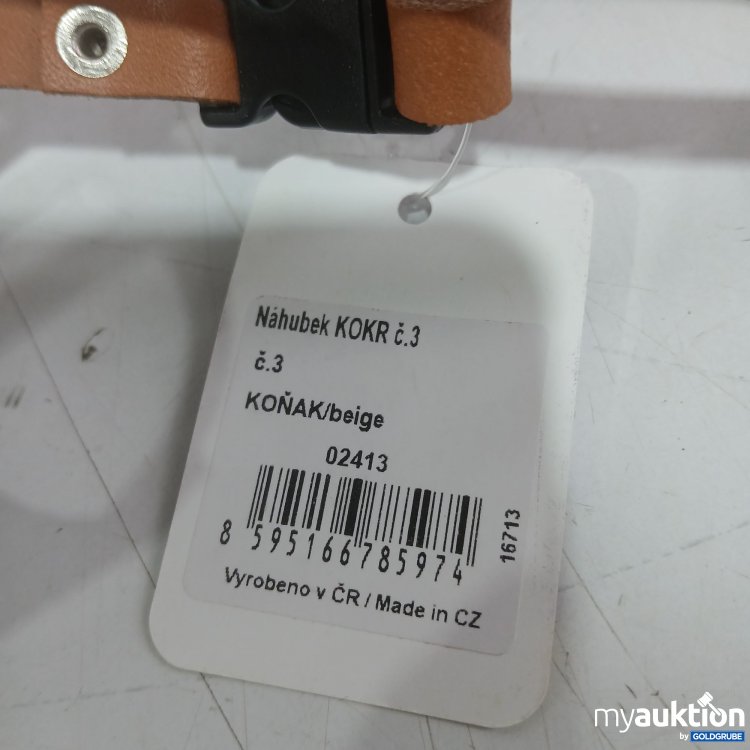 Náhubek KOKR č.3
č.3
KOŇAK/beige
02413
8 595166 785974
16713
Vyrobeno v ČR / Made in CZ
myauktion
by GOLDGRUBE